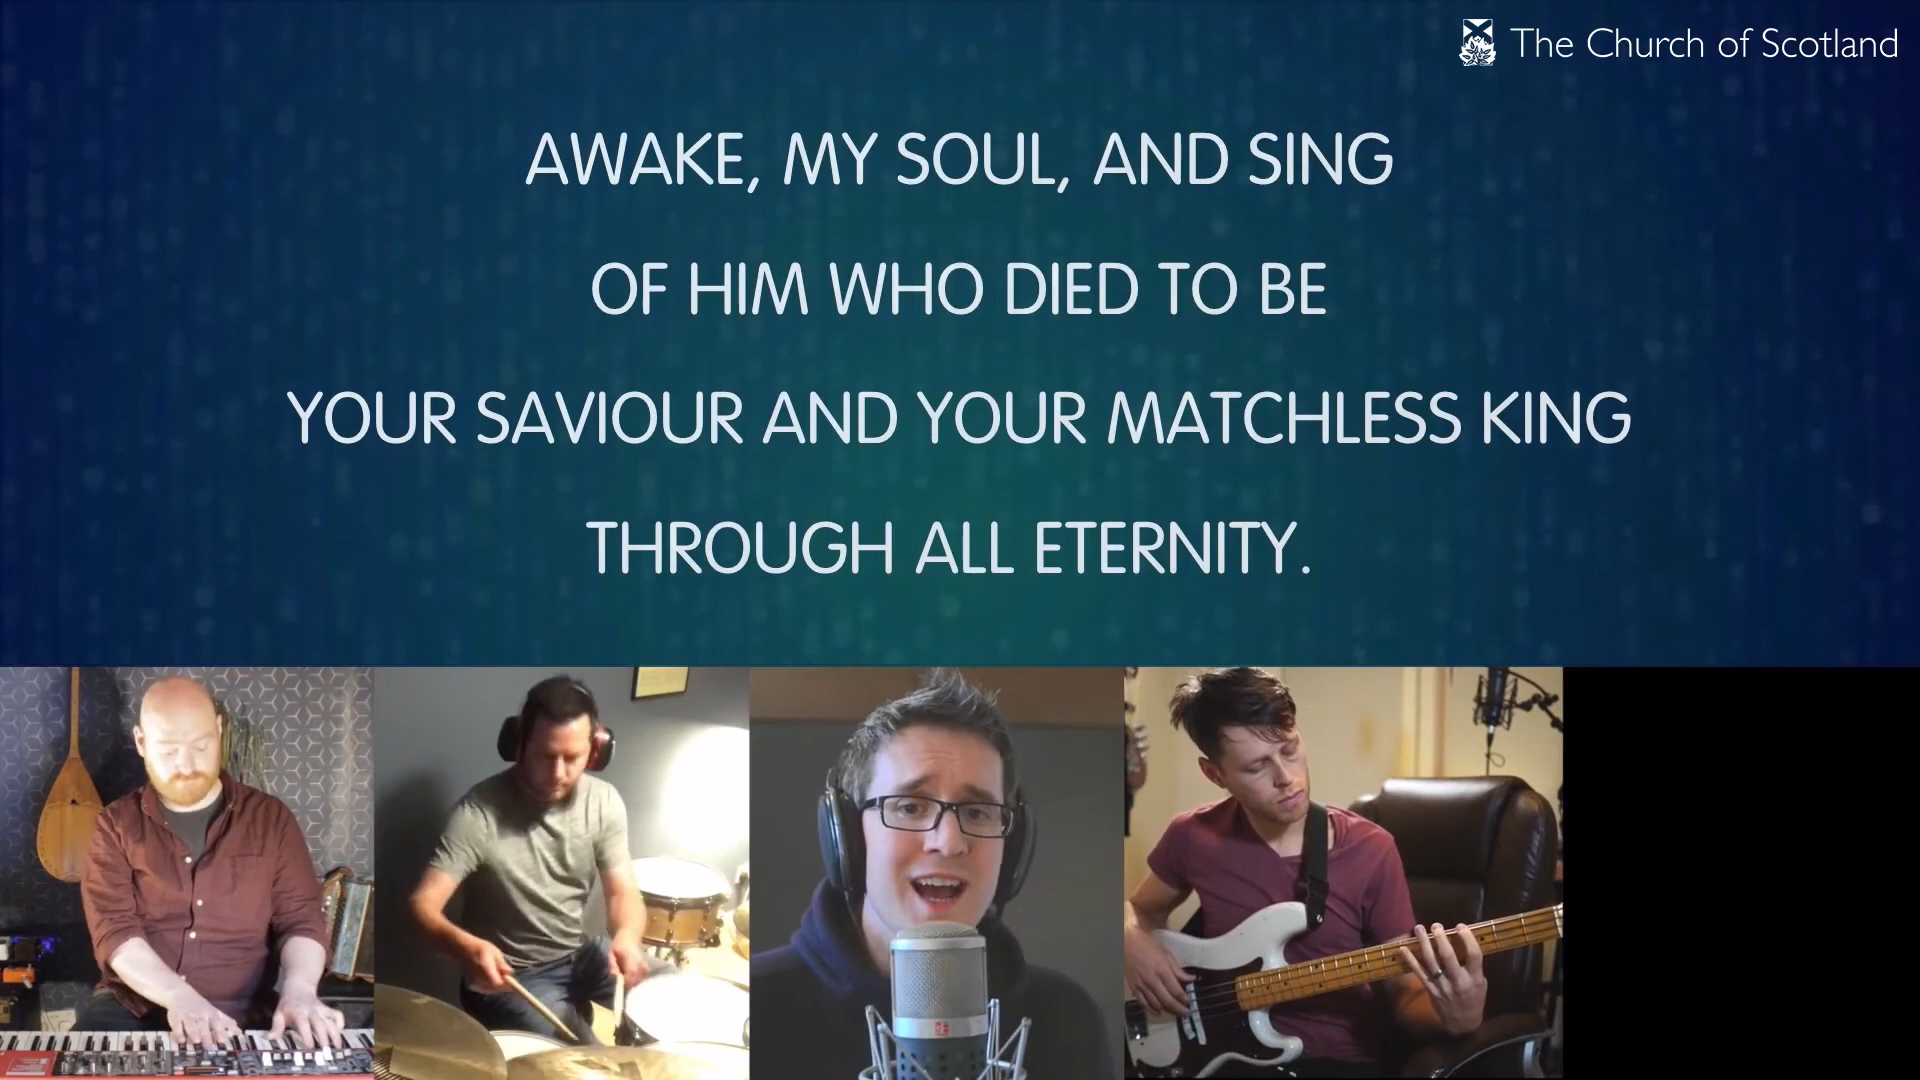 The Church of Scotland
AWAKE, MY SOUL, AND SING
OF HIM WHO DIED TO BE
YOUR SAVIOUR AND YOUR MATCHLESS KING
THROUGH ALL ETERNITY.